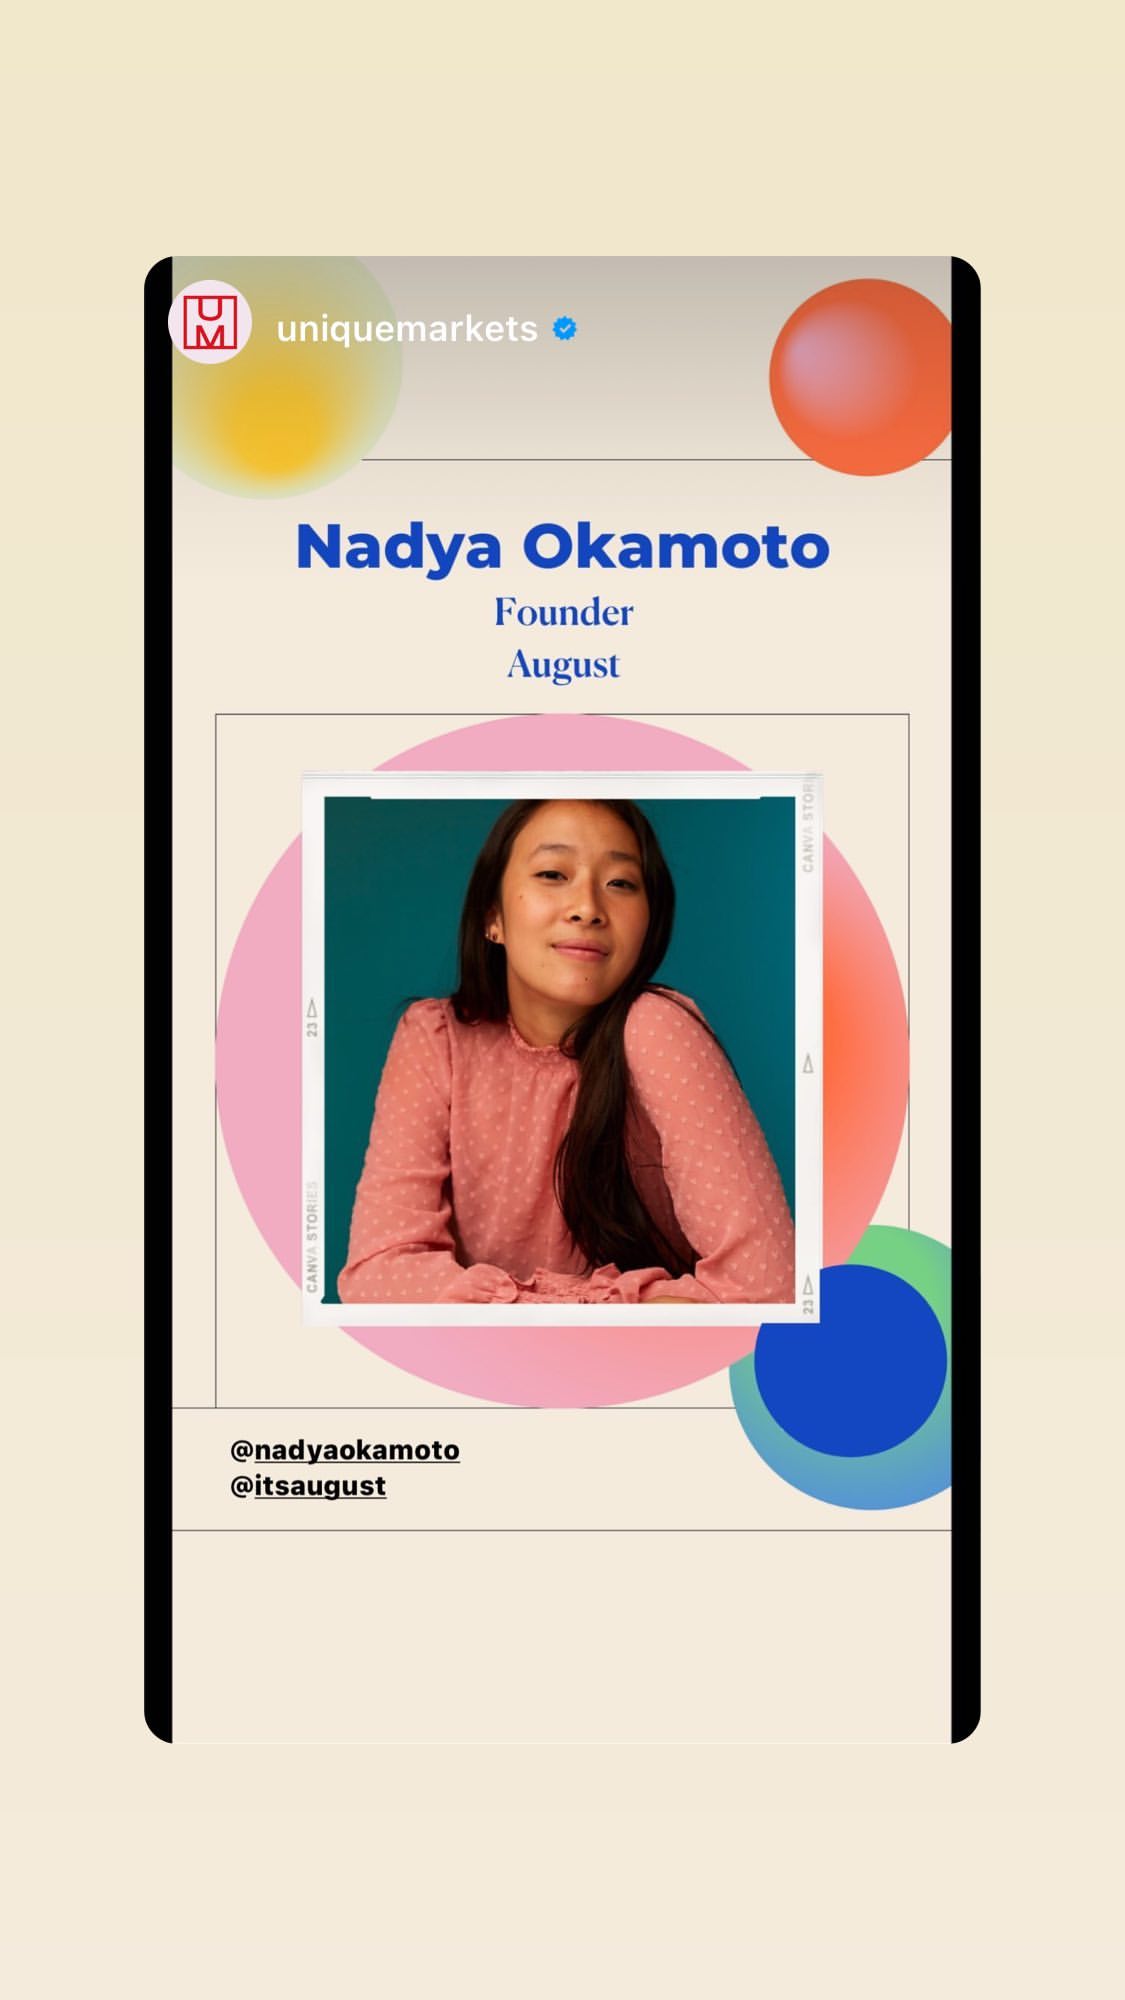 UM
uniquemarkets
Nadya Okamoto
Founder
August
CANVA STORIES
23
CANVA STORIES
23
@nadyaokamoto
@itsaugust